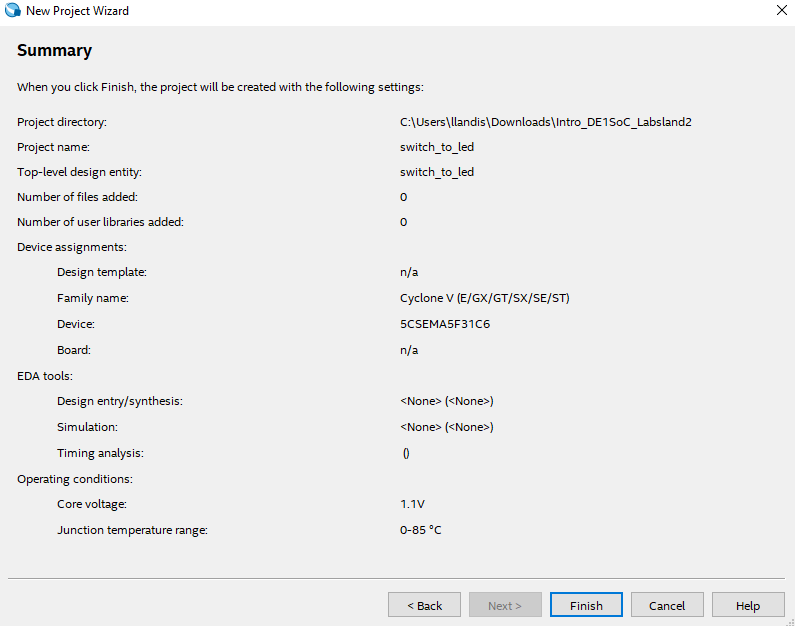 New Project Wizard
Summary
When you click Finish, the project will be created with the following settings:
Project directory: C:\Users\llandis\Downloads\Intro_DE1SoC_Labsland2
Project name: switch_to_led
Top-level design entity: switch_to_led
Number of files added: 0
Number of user libraries added: 0
Device assignments:
Design template: n/a
Family name: Cyclone V (E/GX/GT/SX/SE/ST)
Device: 5CSEMA5F31C6
Board: n/a
EDA tools:
Design entry/synthesis: <None> (<None>)
Simulation: <None> (<None>)
Timing analysis: ()
Operating conditions:
Core voltage: 1.1V
Junction temperature range: 0-85 °C
< Back Next > Finish Cancel Help